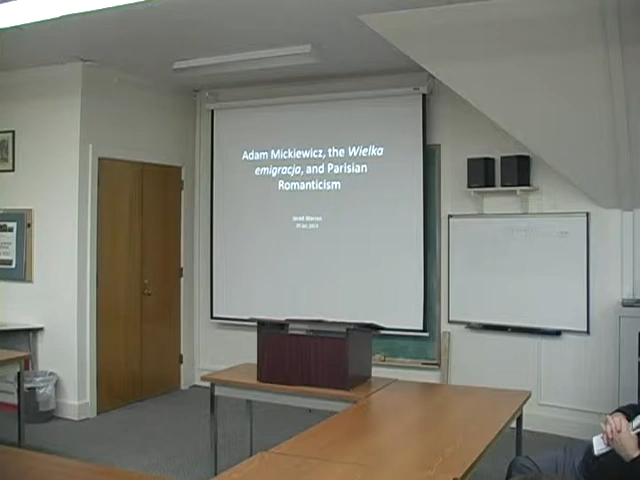 Adam Mickiewicz, the Wielka
emigracja, and Parisian
Romanticism